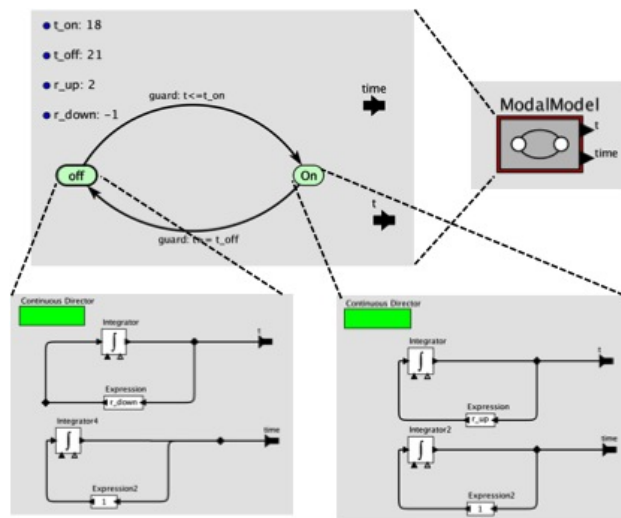 t_on: 18
t_off: 21
r_up: 2
r_down: -1
guard: t<=t_on
time
ModalModel
t
time
off
On
t
guard: t>= t_off
Continuous Director
Integrator
t
Expression
r_down
Integrator4
time
Expression2
1
Continuous Director
Integrator
t
Expression
r_up
Integrator2
time
Expression2
1